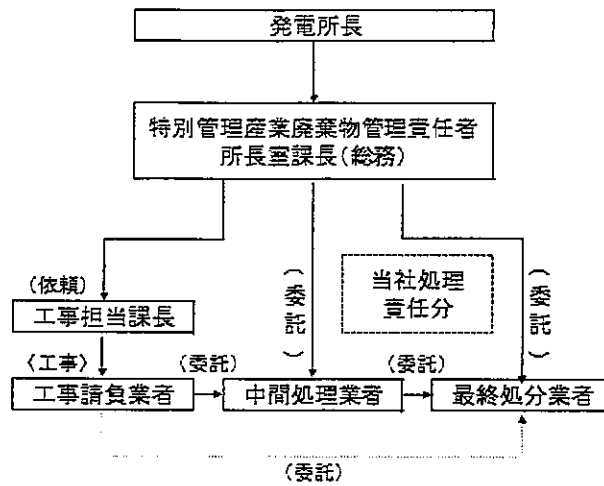 発電所長
特別管理産業廃棄物管理責任者
所長室課長(総務)
(依頼)
工事担当課長
(委託)
当社処理
責任分
(委託)
〈工事〉
(委託)
(委託)
工事請負業者
中間処理業者
最終処分業者
(委託)